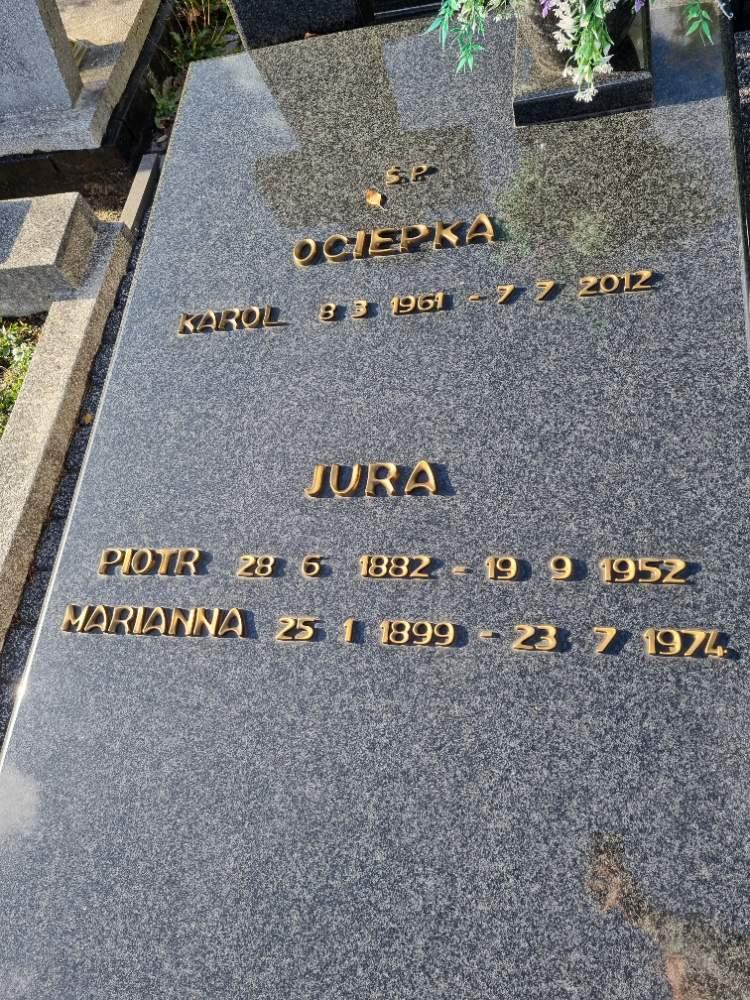 Ś.P.
OCIEPKA
KAROL 8 3 1961 - 7 7 2012
JURA
PIOTR 28 6 1882 - 19 9 1952
MARIANNA 25 1 1899 - 23 7 1974